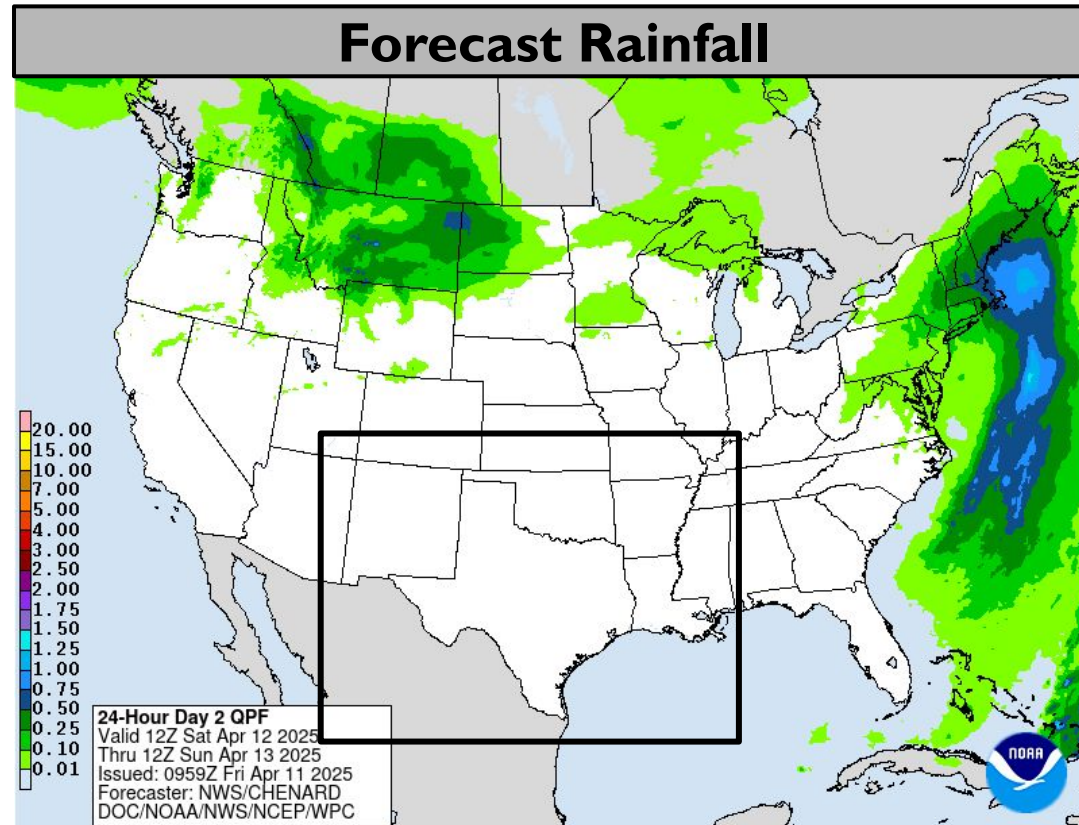 Forecast Rainfall
20.00
15.00
10.00
7.00
5.00
4.00
3.00
2.50
2.00
1.75
1.50
1.25
1.00
0.75
0.50
0.25
0.10
0.01
24-Hour Day 2 QPF
Valid 12Z Sat Apr 12 2025
Thru 12Z Sun Apr 13 2025
Issued: 0959Z Fri Apr 11 2025
Forecaster: NWS/CHENARD
DOC/NOAA/NWS/NCEP/WPC
NOAA